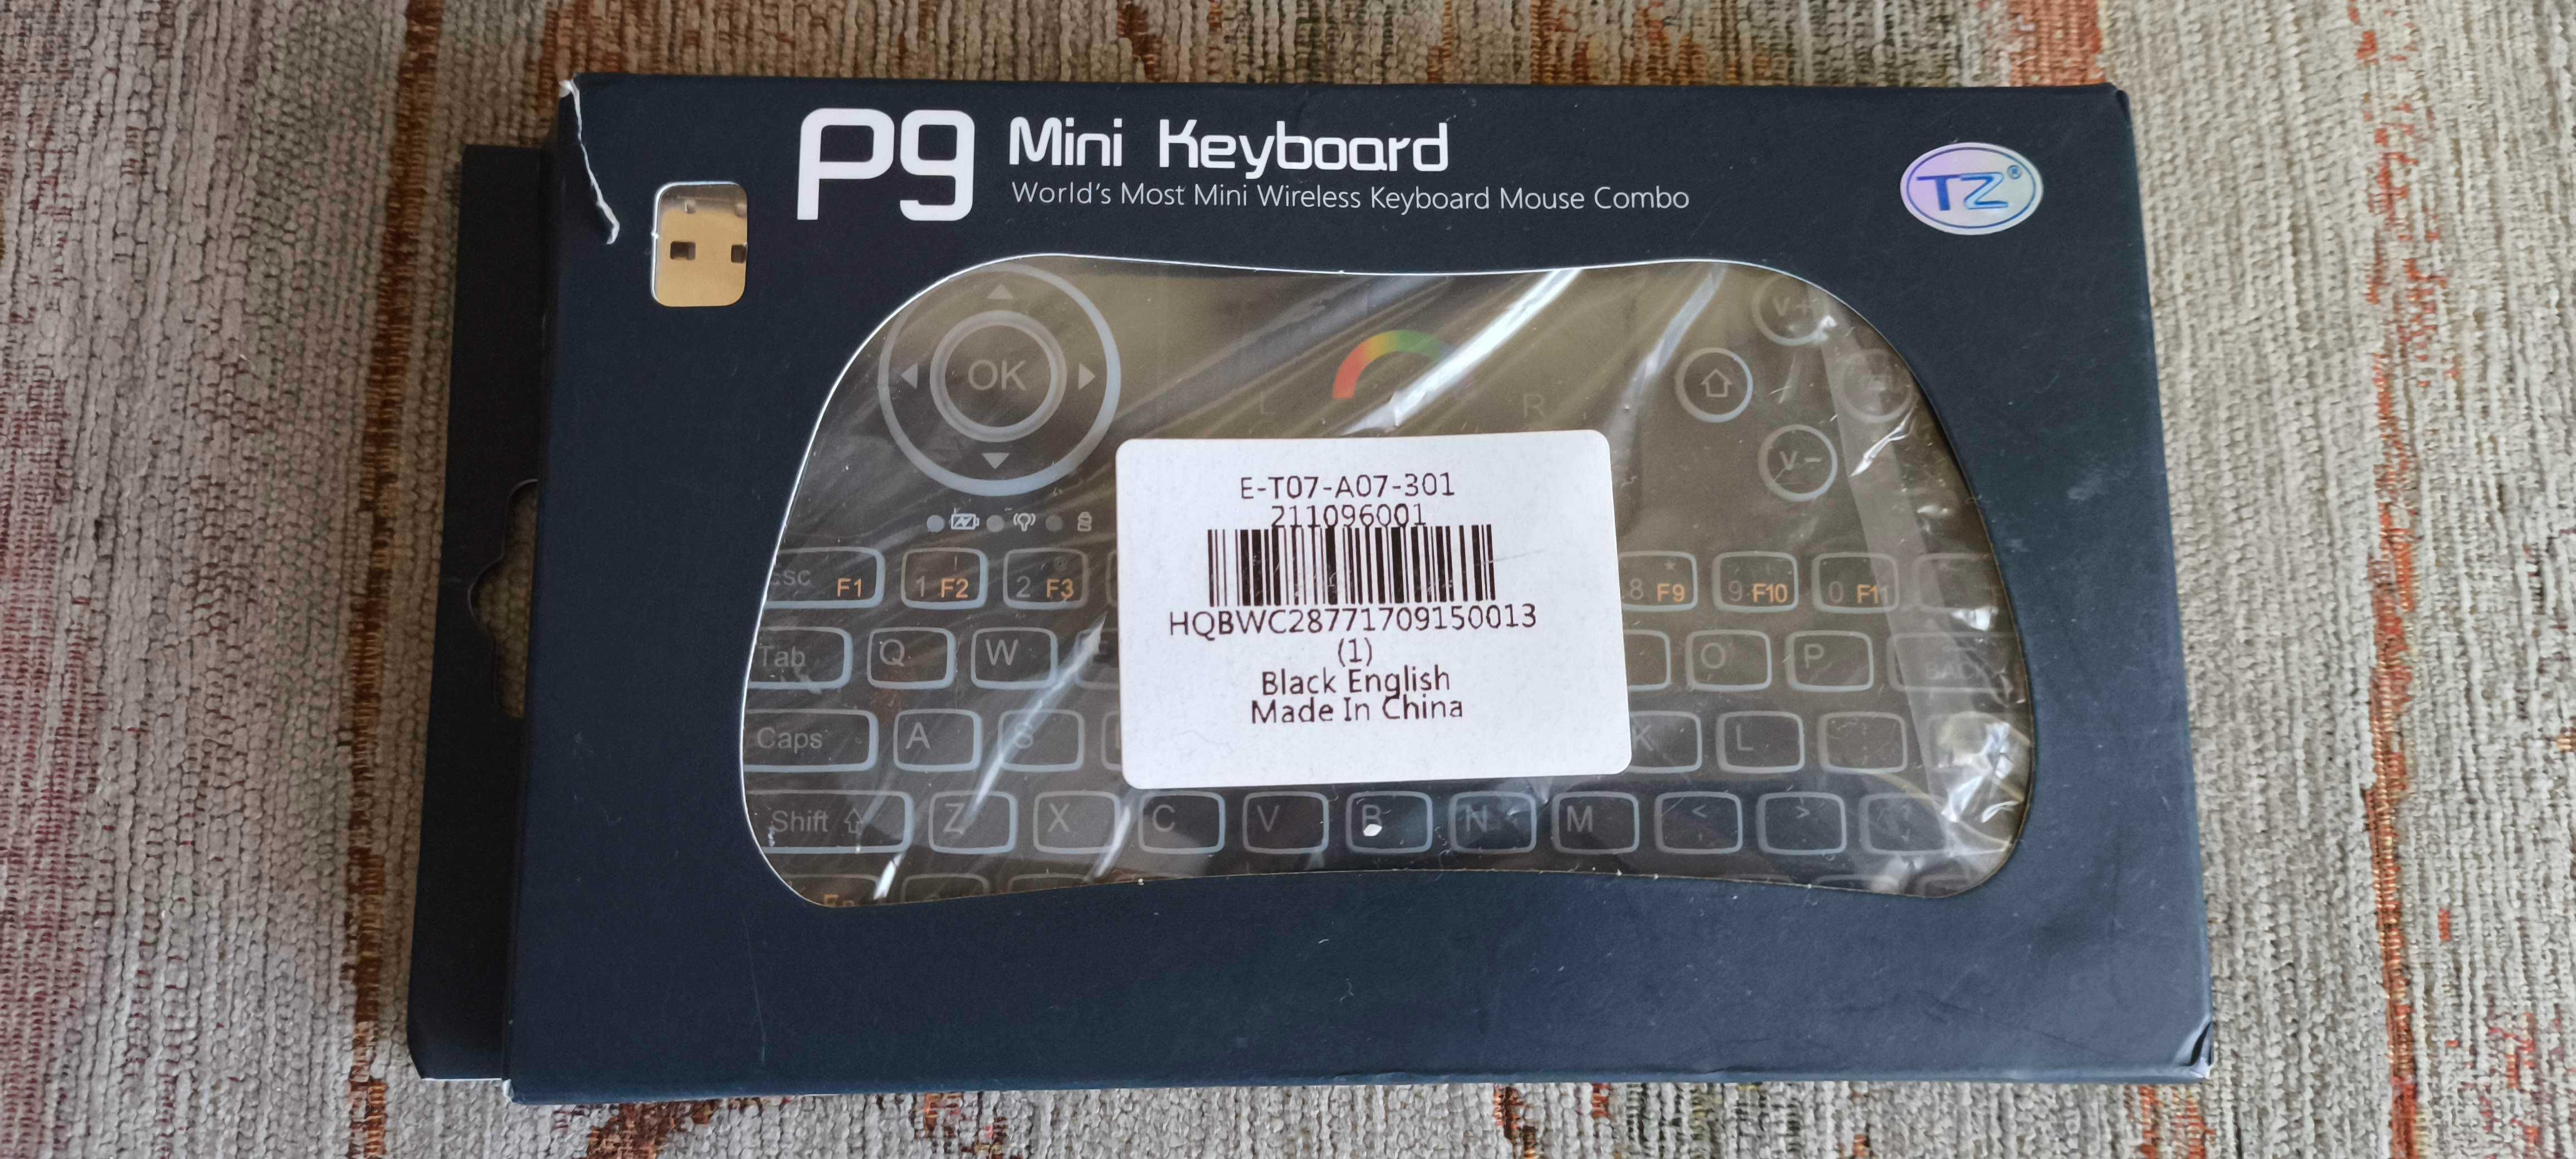 P9 Mini Keyboard
World's Most Mini Wireless Keyboard Mouse Combo
TZ®
OK
V+
V-
L R
E-T07-A07-301
211096001
HQBWC28771709150013
(1)
Black English
Made In China
Esc F1 1 ! F2 2 @ F3 8 * F9 9 F10 0 F11
Tab Q W O P
Caps A S K L
Shift Z X C V B N M < >
Fn